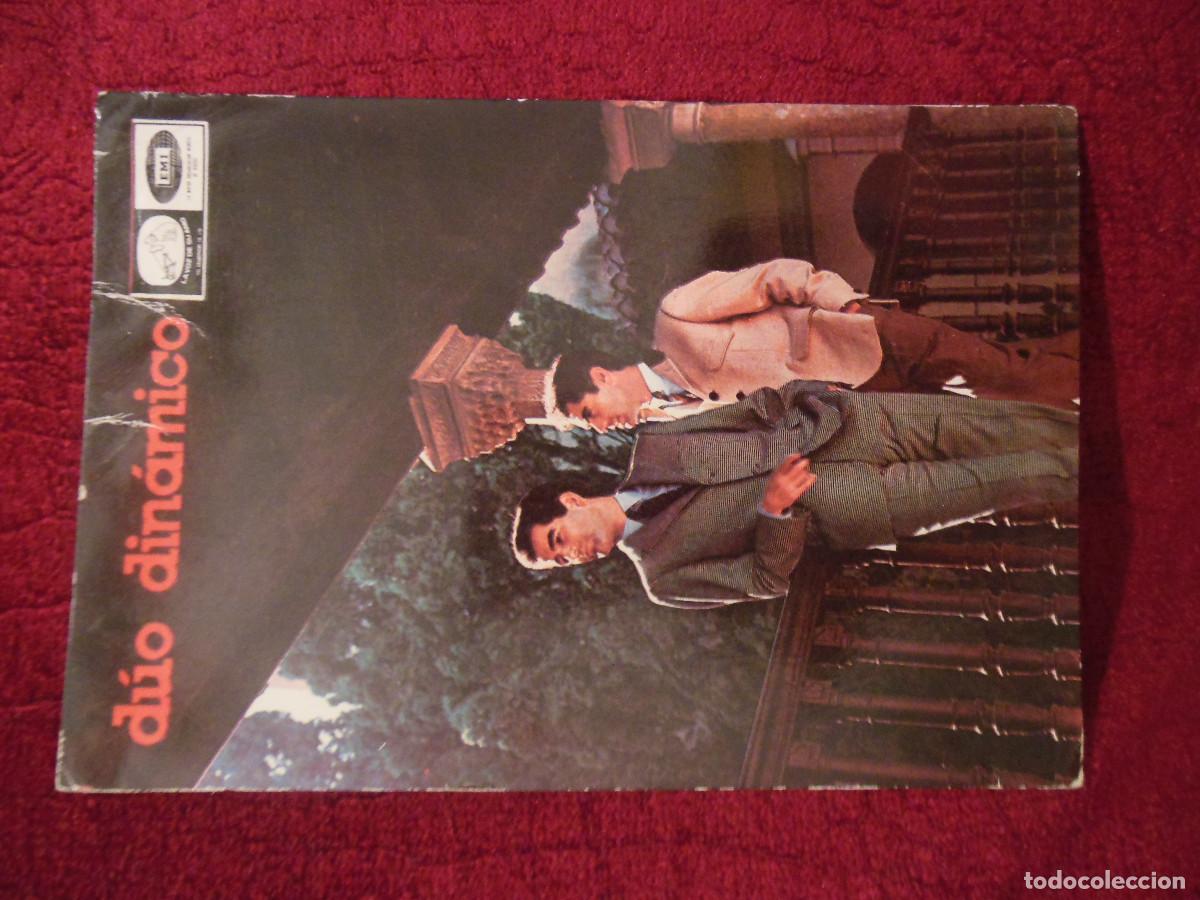 dúo dinámico
LA VOZ DE SU AMO
EMI
todocoleccion